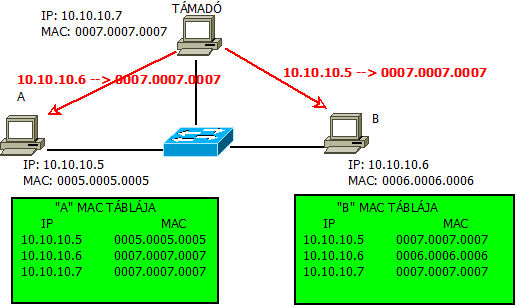 TÁMADÓ
IP: 10.10.10.7
MAC: 0007.0007.0007
10.10.10.6 --> 0007.0007.0007
10.10.10.5 --> 0007.0007.0007
A
B
IP: 10.10.10.5
MAC: 0005.0005.0005
IP: 10.10.10.6
MAC: 0006.0006.0006
"A" MAC TÁBLÁJA
IP MAC
10.10.10.5 0005.0005.0005
10.10.10.6 0007.0007.0007
10.10.10.7 0007.0007.0007
"B" MAC TÁBLÁJA
IP MAC
10.10.10.5 0007.0007.0007
10.10.10.6 0006.0006.0006
10.10.10.7 0007.0007.0007